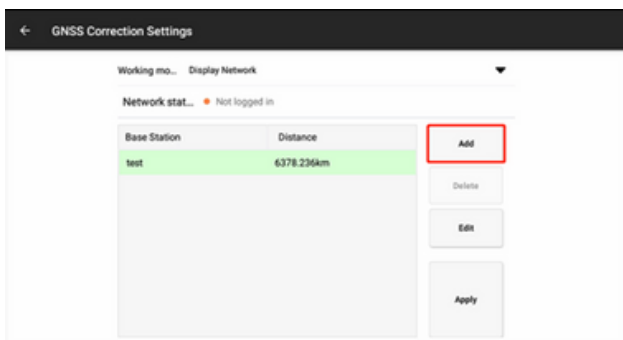 GNSS Correction Settings
Working mo... Display Network
Network stat... Not logged in
Base Station Distance
Add
test 6378.236km
Delete
Edit
Apply